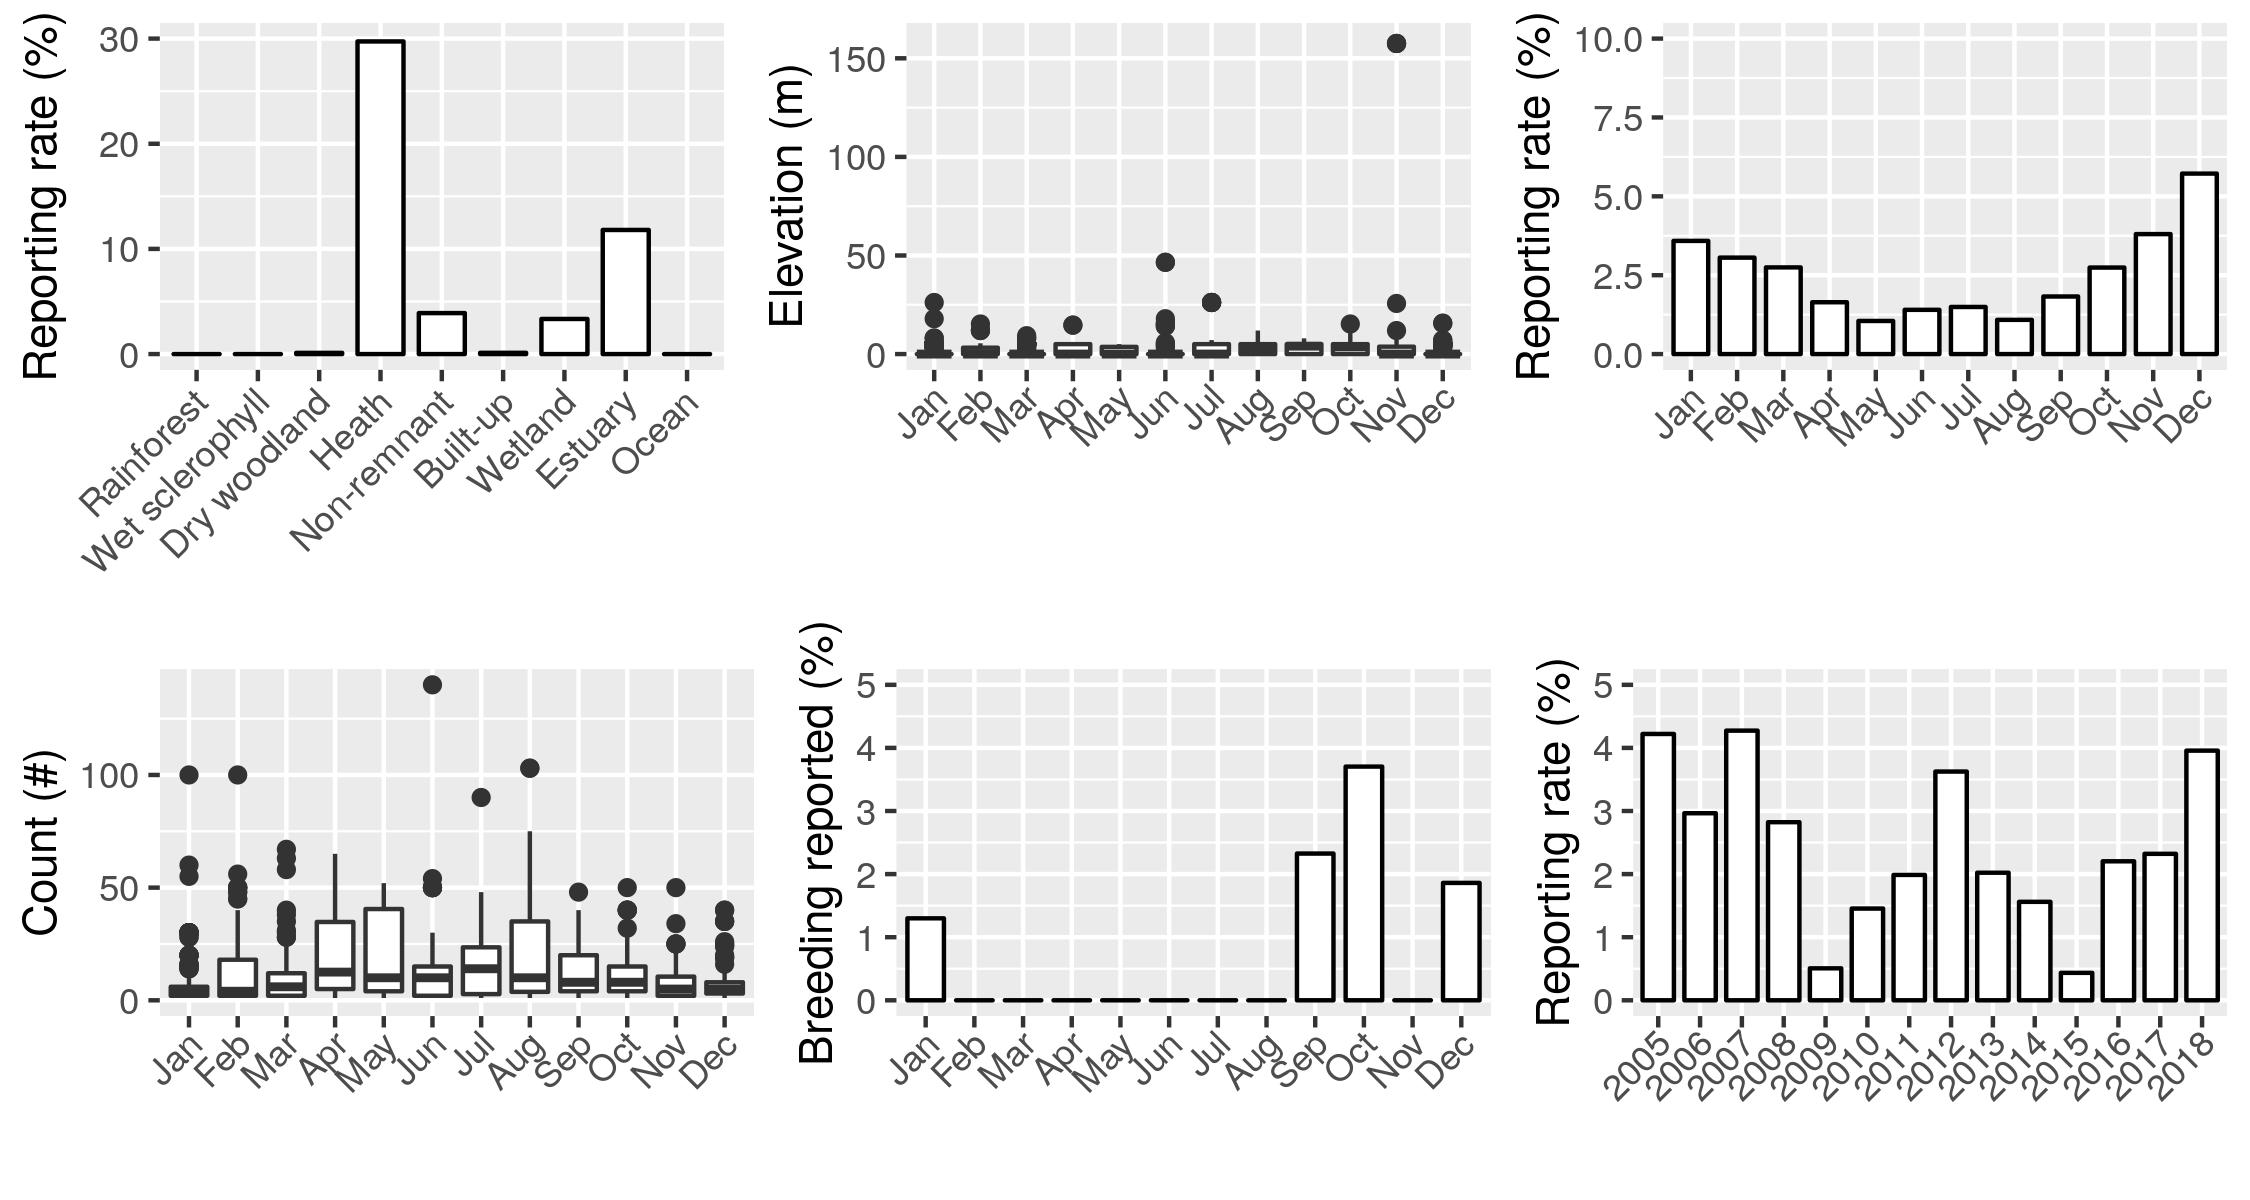 Reporting rate (%)
30
20
10
0
Rainforest
Wet sclerophyll
Dry woodland
Heath
Non-remnant
Built-up
Wetland
Estuary
Ocean
Elevation (m)
150
100
50
0
Jan
Feb
Mar
Apr
May
Jun
Jul
Aug
Sep
Oct
Nov
Dec
Reporting rate (%)
10.0
7.5
5.0
2.5
0.0
Jan
Feb
Mar
Apr
May
Jun
Jul
Aug
Sep
Oct
Nov
Dec
Count (#)
100
50
0
Jan
Feb
Mar
Apr
May
Jun
Jul
Aug
Sep
Oct
Nov
Dec
Breeding reported (%)
5
4
3
2
1
0
Jan
Feb
Mar
Apr
May
Jun
Jul
Aug
Sep
Oct
Nov
Dec
Reporting rate (%)
5
4
3
2
1
0
2005
2006
2007
2008
2009
2010
2011
2012
2013
2014
2015
2016
2017
2018